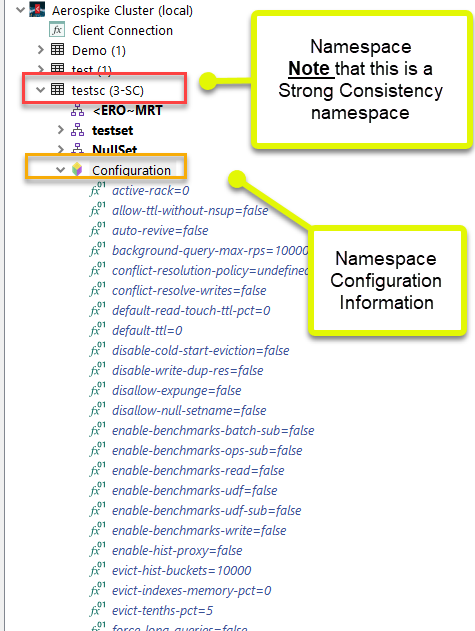 Aerospike Cluster (local)
Client Connection
Demo (1)
test (1)
testsc (3-SC)
<ERO~MRT
testset
NullSet
Configuration
active-rack=0
allow-ttl-without-nsup=false
auto-revive=false
background-query-max-rps=10000
conflict-resolution-policy=undefined
conflict-resolve-writes=false
default-read-touch-ttl-pct=0
default-ttl=0
disable-cold-start-eviction=false
disable-write-dup-res=false
disallow-expunge=false
disallow-null-setname=false
enable-benchmarks-batch-sub=false
enable-benchmarks-ops-sub=false
enable-benchmarks-read=false
enable-benchmarks-udf=false
enable-benchmarks-udf-sub=false
enable-benchmarks-write=false
enable-hist-proxy=false
evict-hist-buckets=10000
evict-indexes-memory-pct=0
evict-tenths-pct=5
force-long-queries=false
Namespace
Note that this is a
Strong Consistency
namespace
Namespace
Configuration
Information